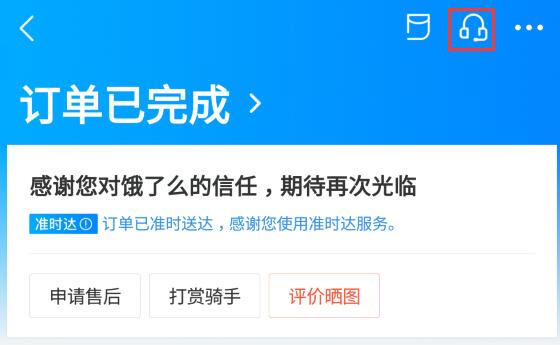 订单已完成
感谢您对饿了么的信任，期待再次光临
准时达 订单已准时送达，感谢您使用准时达服务。
申请售后 打赏骑手 评价晒图